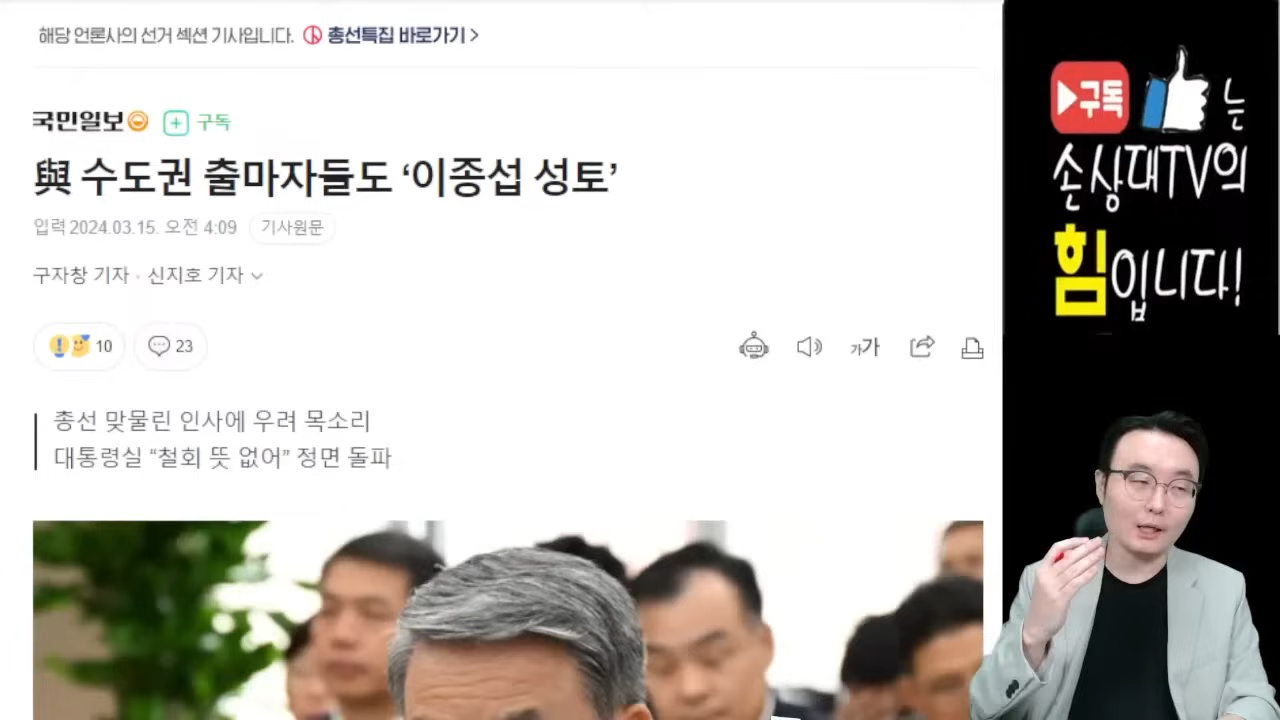 해당 언론사의 선거 섹션 기사입니다. 총선특집 바로가기 >
국민일보 구독
與 수도권 출마자들도 ‘이종섭 성토’
입력 2024.03.15. 오전 4:09 기사원문
구자창 기자 · 신지호 기자
10 23
가가
총선 맞물린 인사에 우려 목소리
대통령실 “철회 뜻 없어” 정면 돌파
구독 는
손상대TV의
힘입니다!